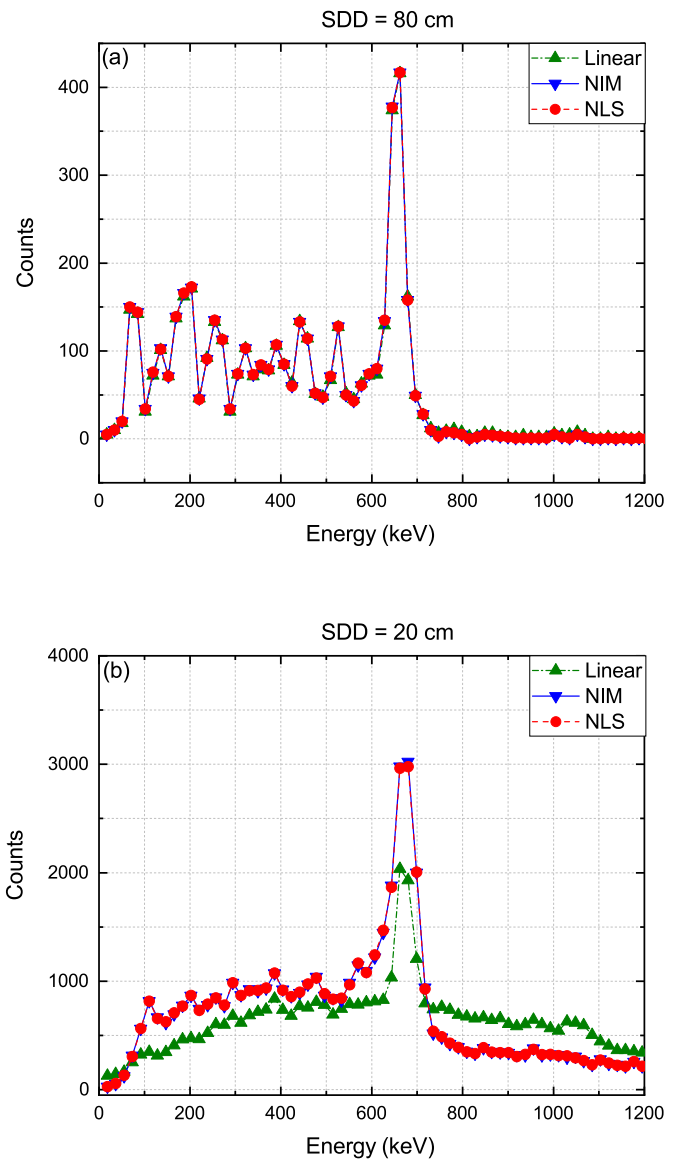 SDD = 80 cm
(a)
Linear
NIM
NLS
400
300
200
100
0
Counts
0 200 400 600 800 1000 1200
Energy (keV)
SDD = 20 cm
(b)
Linear
NIM
NLS
4000
3000
2000
1000
0
Counts
0 200 400 600 800 1000 1200
Energy (keV)